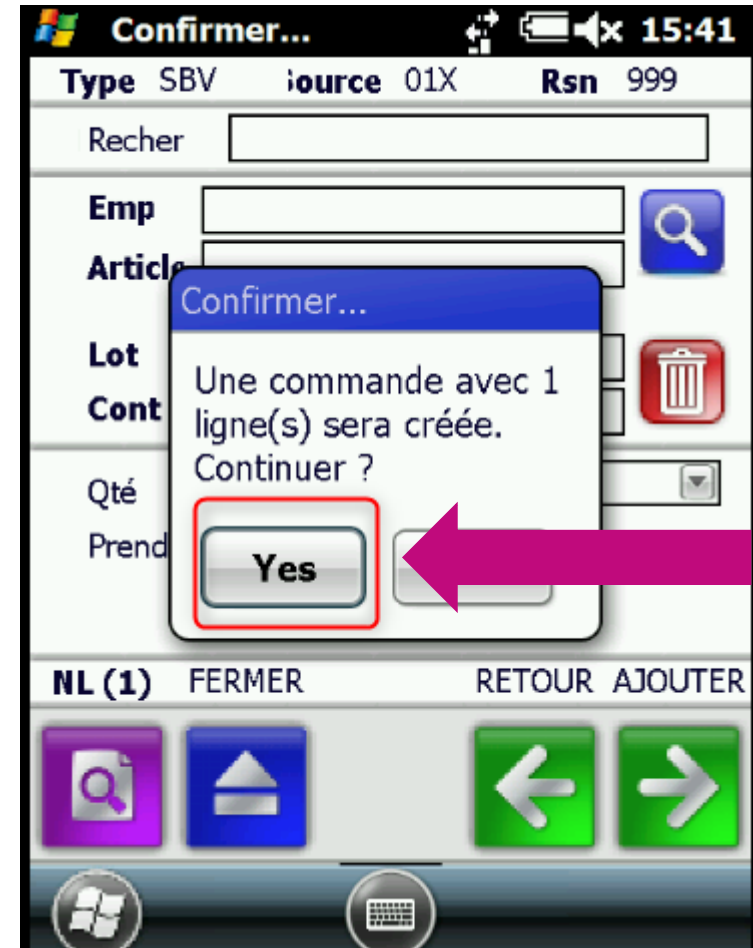 Confirmer... 15:41
Type SBV ource 01X Rsn 999
Recher
Emp
Article
Confirmer...
Lot
Une commande avec 1
Cont
ligne(s) sera créée.
Continuer ?
Qté
Prend
Yes
NL (1) FERMER RETOUR AJOUTER